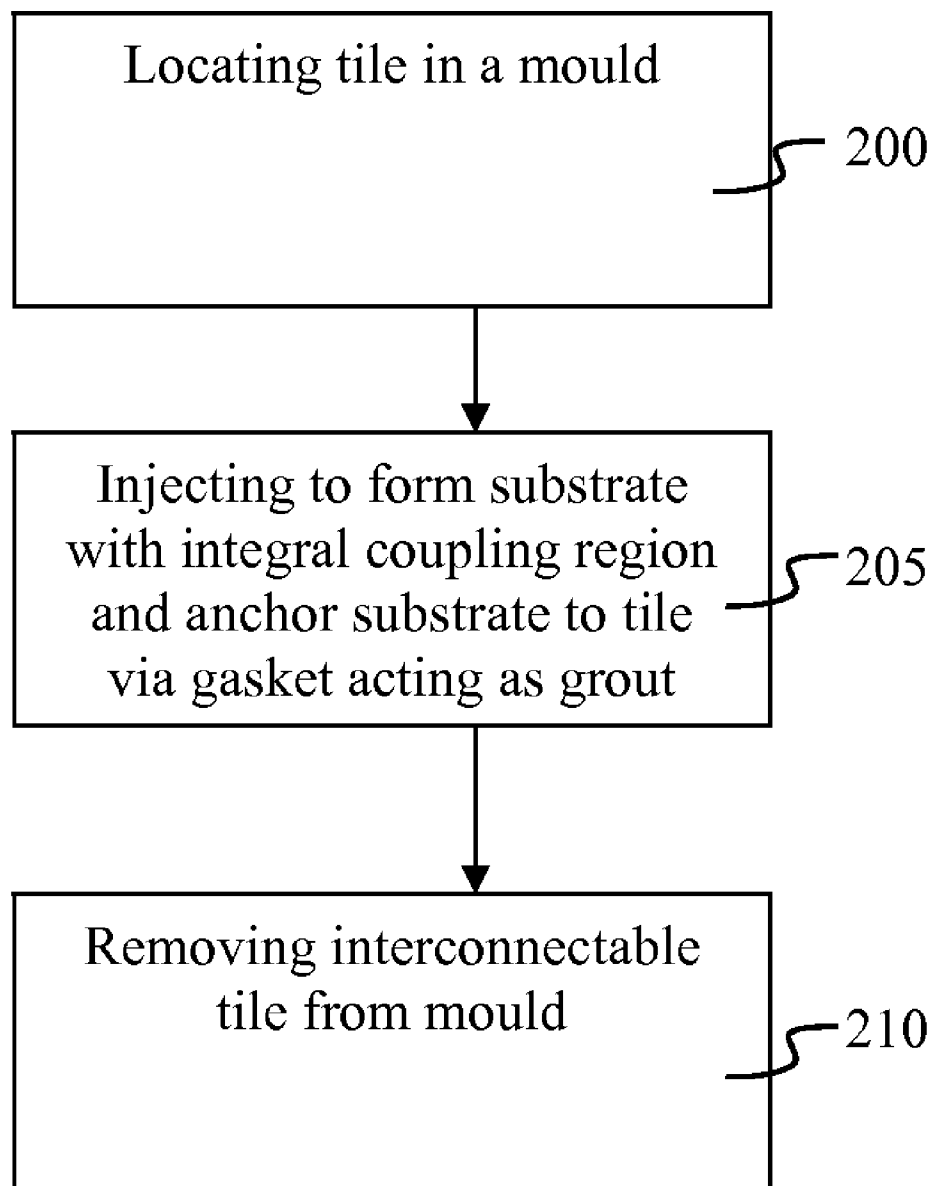 Locating tile in a mould
200
Injecting to form substrate
with integral coupling region
and anchor substrate to tile
via gasket acting as grout
205
Removing interconnectable
tile from mould
210